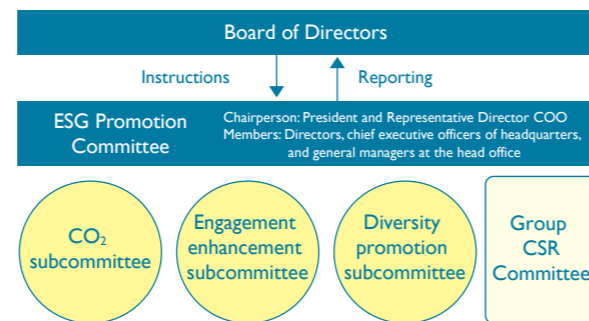 Board of Directors
Instructions
Reporting
ESG Promotion
Committee
Chairperson: President and Representative Director COO
Members: Directors, chief executive officers of headquarters,
and general managers at the head office
CO₂
subcommittee
Engagement
enhancement
subcommittee
Diversity
promotion
subcommittee
Group
CSR
Committee